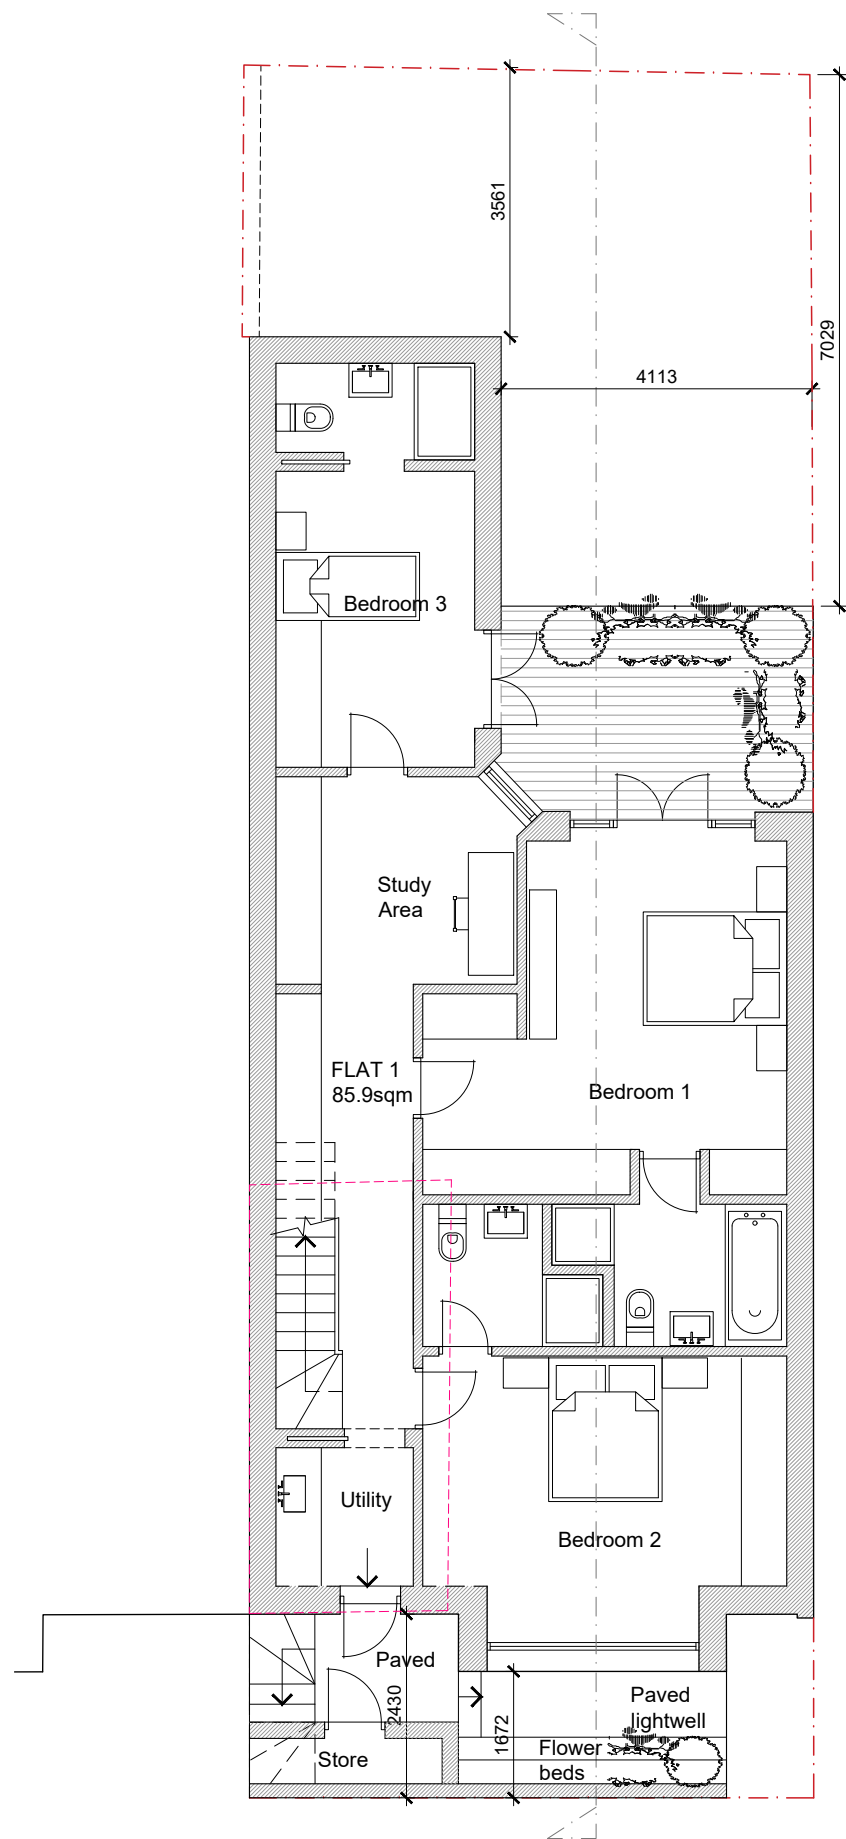 3561
7029
4113
Bedroom 3
Study
Area
FLAT 1
85.9sqm
Bedroom 1
Utility
Bedroom 2
Paved
2430
1672
Paved
lightwell
Store
Flower
beds